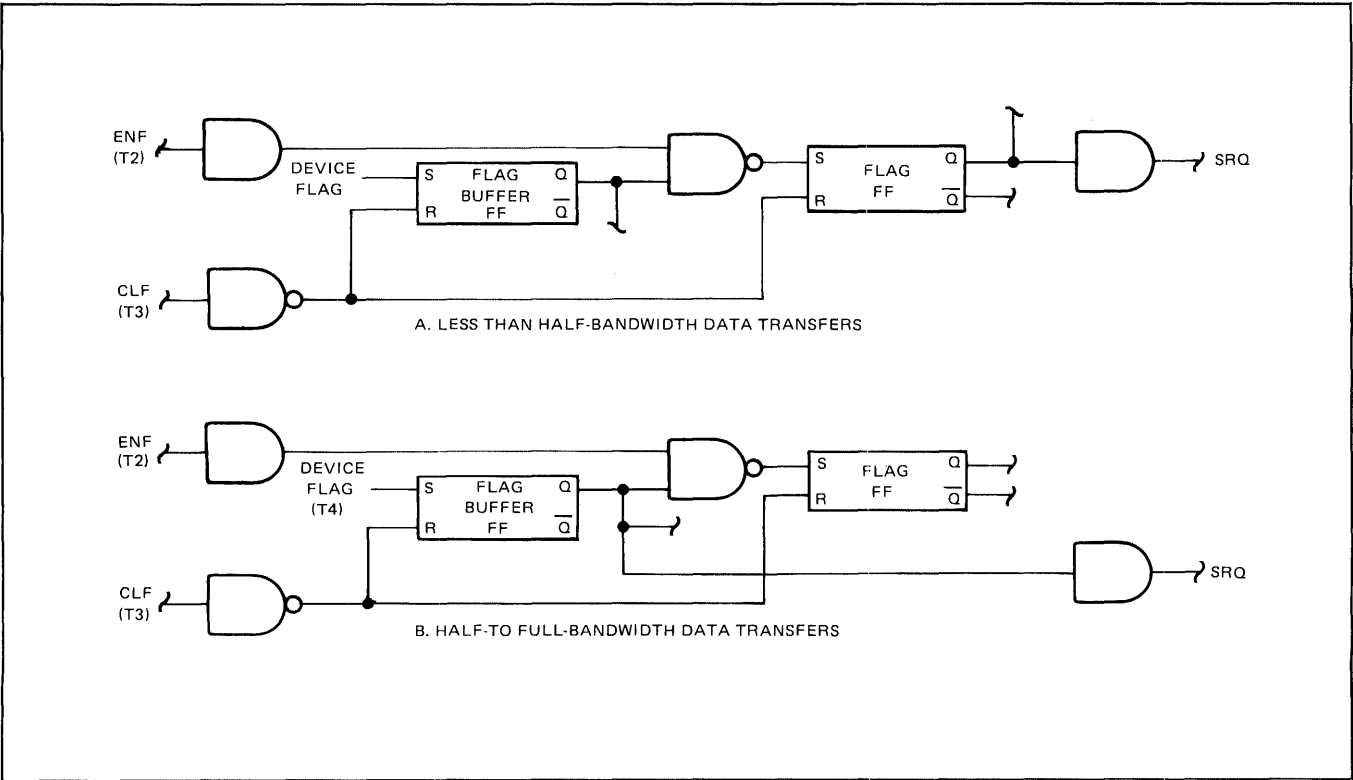 ENF
(T2)
DEVICE
FLAG
S FLAG Q
BUFFER
R FF Q̅
S Q
FLAG
FF
R Q̅
SRQ
CLF
(T3)
A. LESS THAN HALF-BANDWIDTH DATA TRANSFERS
ENF
(T2)
DEVICE
FLAG
(T4)
S FLAG Q
BUFFER
R FF Q̅
S Q
FLAG
FF
R Q̅
SRQ
CLF
(T3)
B. HALF-TO FULL-BANDWIDTH DATA TRANSFERS